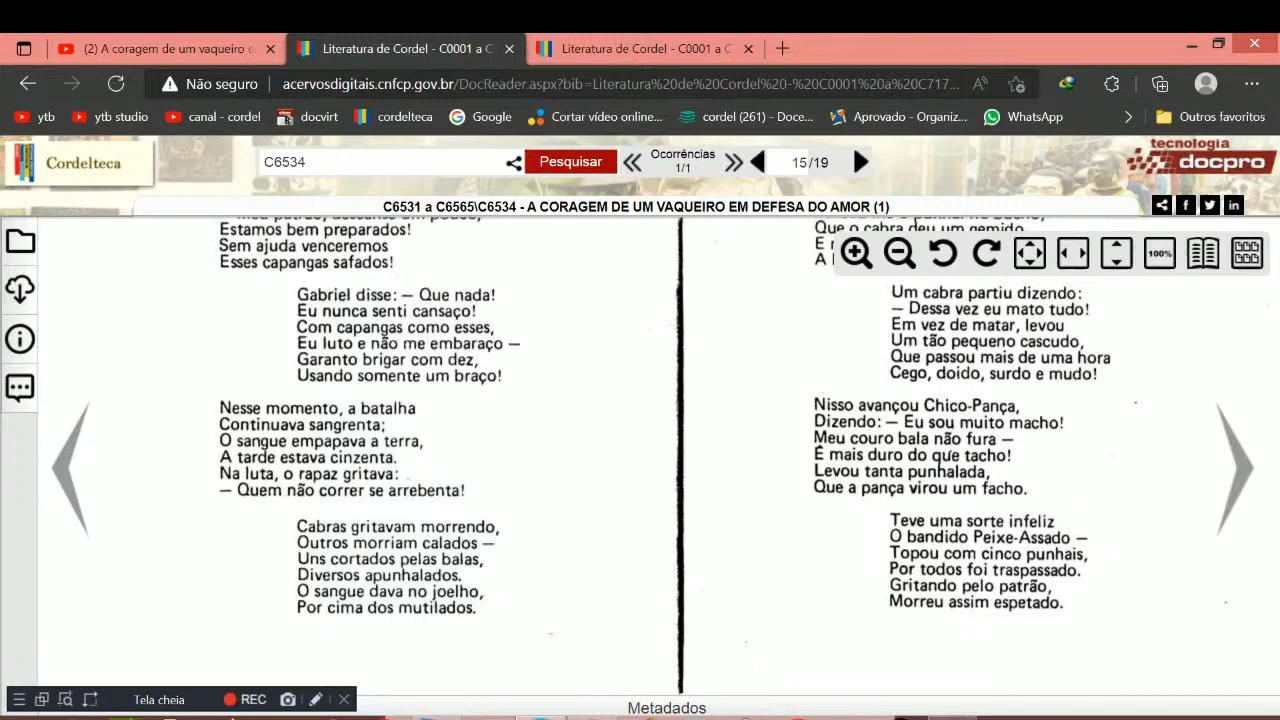 (2) A coragem de um vaqueiro e
Literatura de Cordel - C0001 a C
Literatura de Cordel - C0001 a C
Não seguro
acervosdigitais.cnfcp.gov.br/DocReader.aspx?bib=Literatura%20de%20Cordel%20-%20C0001%20a%20C717...
ytb
ytb studio
canal - cordel
docvirt
cordelteca
Google
Cortar vídeo online...
cordel (261) - Doce...
Aprovado - Organiz...
WhatsApp
Outros favoritos
Cordelteca
C6534
Pesquisar
Ocorrências
1/1
15/19
tecnologia
docpro
C6531 a C6565\C6534 - A CORAGEM DE UM VAQUEIRO EM DEFESA DO AMOR (1)
Estamos bem preparados!
Sem ajuda venceremos
Esses capangas safados!
Gabriel disse: — Que nada!
Eu nunca senti cansaço!
Com capangas como esses,
Eu luto e não me embaraço —
Garanto brigar com dez,
Usando somente um braço!
Nesse momento, a batalha
Continuava sangrenta;
O sangue empapava a terra,
A tarde estava cinzenta.
Na luta, o rapaz gritava:
— Quem não correr se arrebenta!
Cabras gritavam morrendo,
Outros morriam calados —
Uns cortados pelas balas,
Diversos apunhalados.
O sangue dava no joelho,
Por cima dos mutilados.
Que o cabra deu um gemido
Um cabra partiu dizendo:
— Dessa vez eu mato tudo!
Em vez de matar, levou
Um tão pequeno cascudo,
Que passou mais de uma hora
Cego, doido, surdo e mudo!
Nisso avançou Chico-Pança,
Dizendo: — Eu sou muito macho!
Meu couro bala não fura —
É mais duro do que tacho!
Levou tanta punhalada,
Que a pança virou um facho.
Teve uma sorte infeliz
O bandido Peixe-Assado —
Topou com cinco punhais,
Por todos foi traspassado.
Gritando pelo patrão,
Morreu assim espetado.
100%
Tela cheia
REC
Metadados